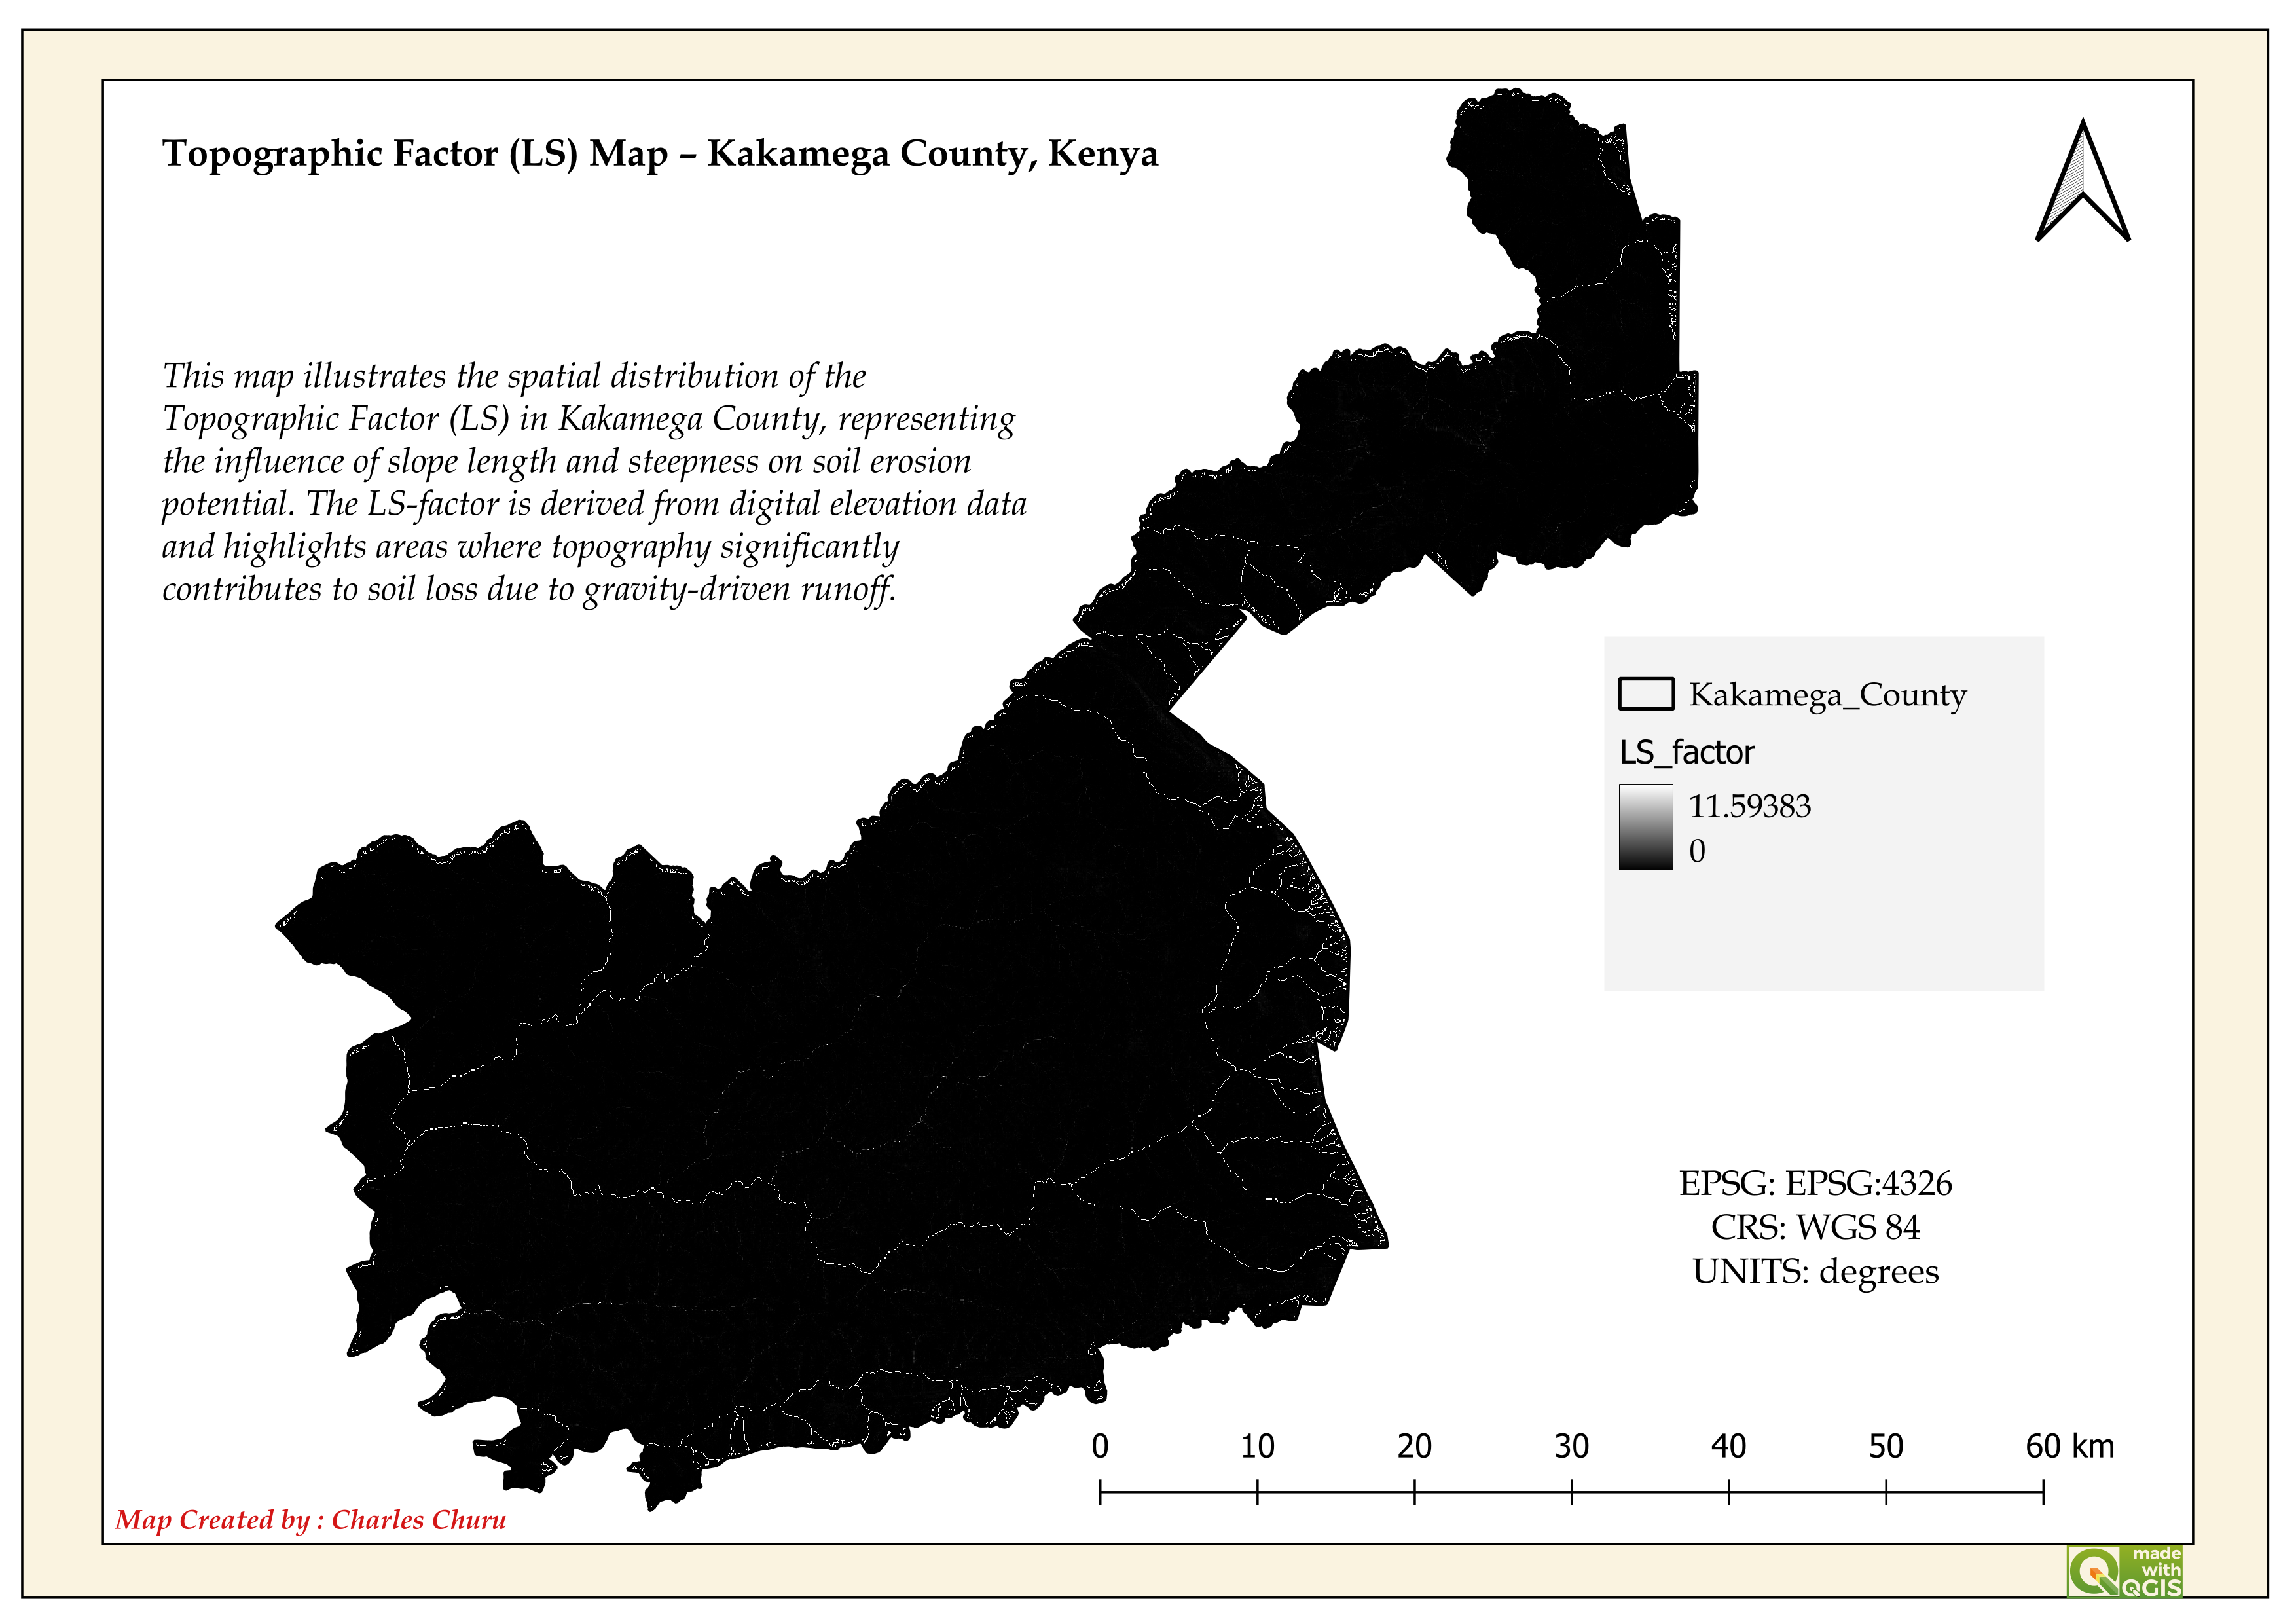 Topographic Factor (LS) Map – Kakamega County, Kenya
This map illustrates the spatial distribution of the
Topographic Factor (LS) in Kakamega County, representing
the influence of slope length and steepness on soil erosion
potential. The LS-factor is derived from digital elevation data
and highlights areas where topography significantly
contributes to soil loss due to gravity-driven runoff.
Kakamega_County
LS_factor
11.59383
0
EPSG: EPSG:4326
CRS: WGS 84
UNITS: degrees
0 10 20 30 40 50 60 km
Map Created by : Charles Churu
made
with
QGIS